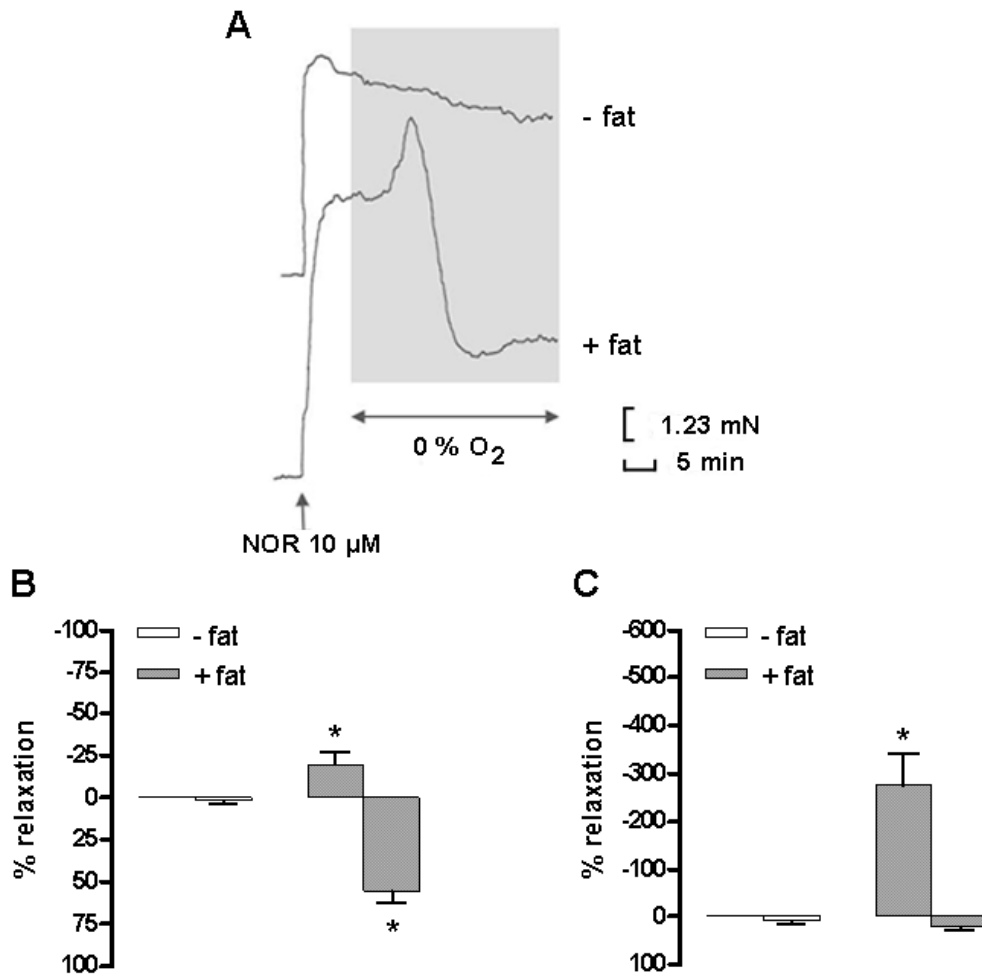 A
- fat
+ fat
0 % O2
1.23 mN
5 min
NOR 10 µM
B
- fat
+ fat
% relaxation
-100
-75
-50
-25
0
25
50
75
100
*
*
C
- fat
+ fat
% relaxation
-600
-500
-400
-300
-200
-100
0
100
*